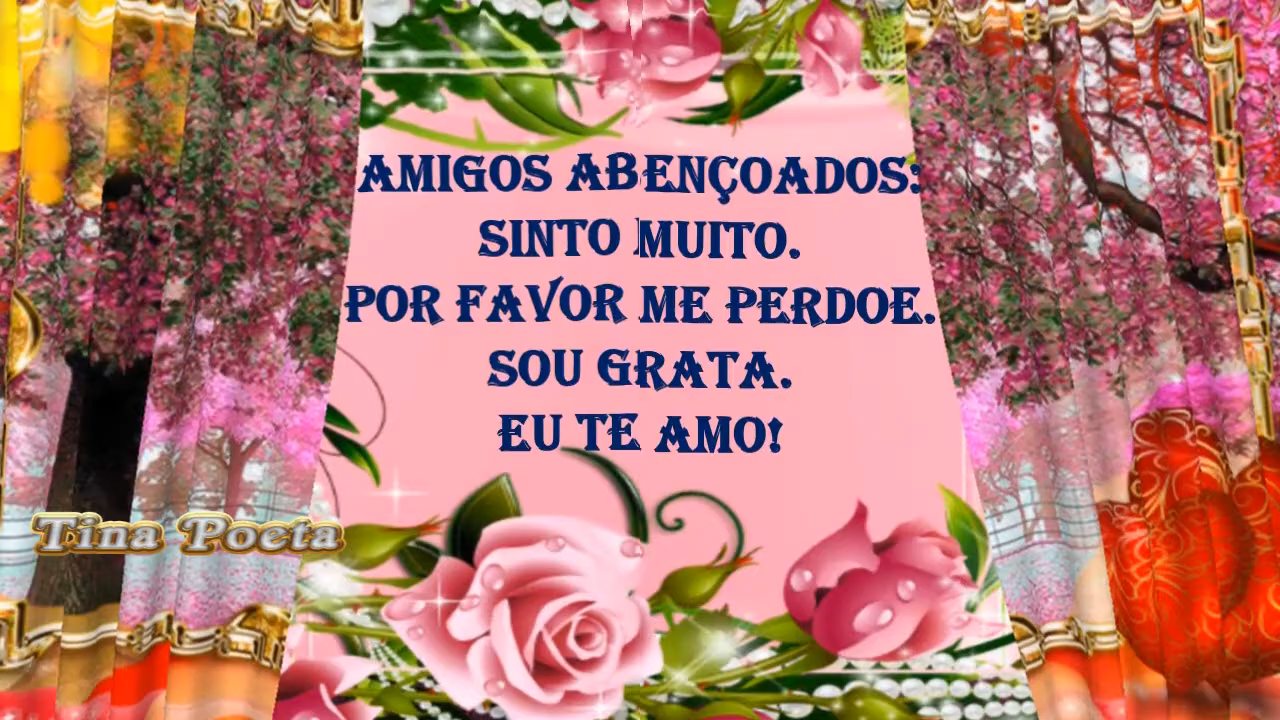 AMIGOS ABENÇOADOS:
SINTO MUITO.
POR FAVOR ME PERDOE.
SOU GRATA.
EU TE AMO!
Tina Poeta